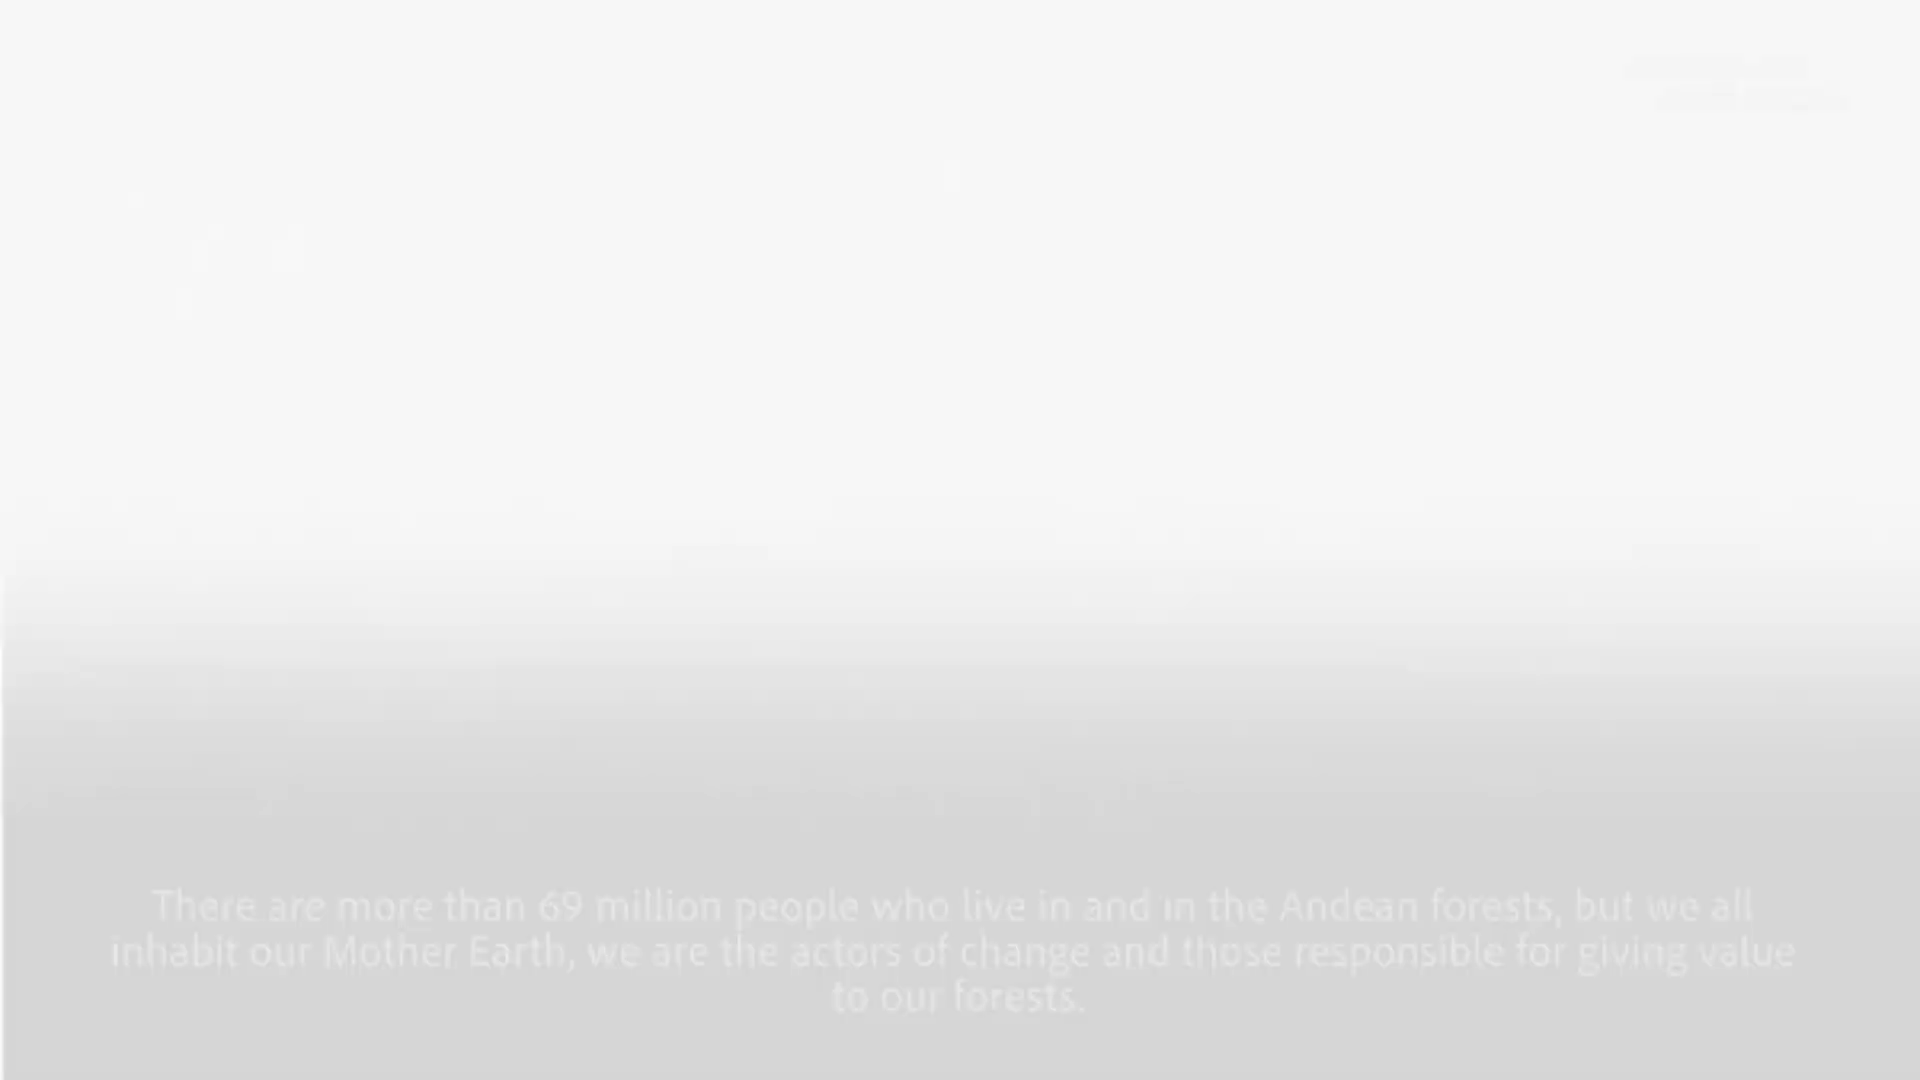 There are more than 69 million people who live in and in the Andean forests, but we all
inhabit our Mother Earth, we are the actors of change and those responsible for giving value
to our forests.